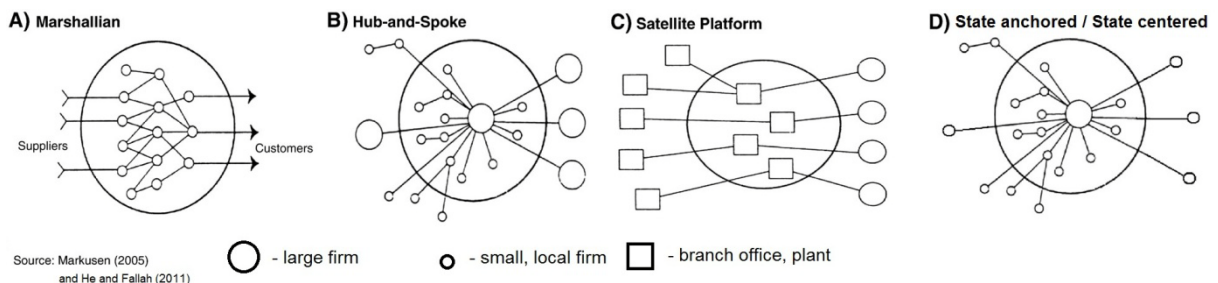 A) Marshallian
B) Hub-and-Spoke
C) Satellite Platform
D) State anchored / State centered
Suppliers
Customers
Source: Markusen (2005)
and He and Fallah (2011)
- large firm
- small, local firm
- branch office, plant